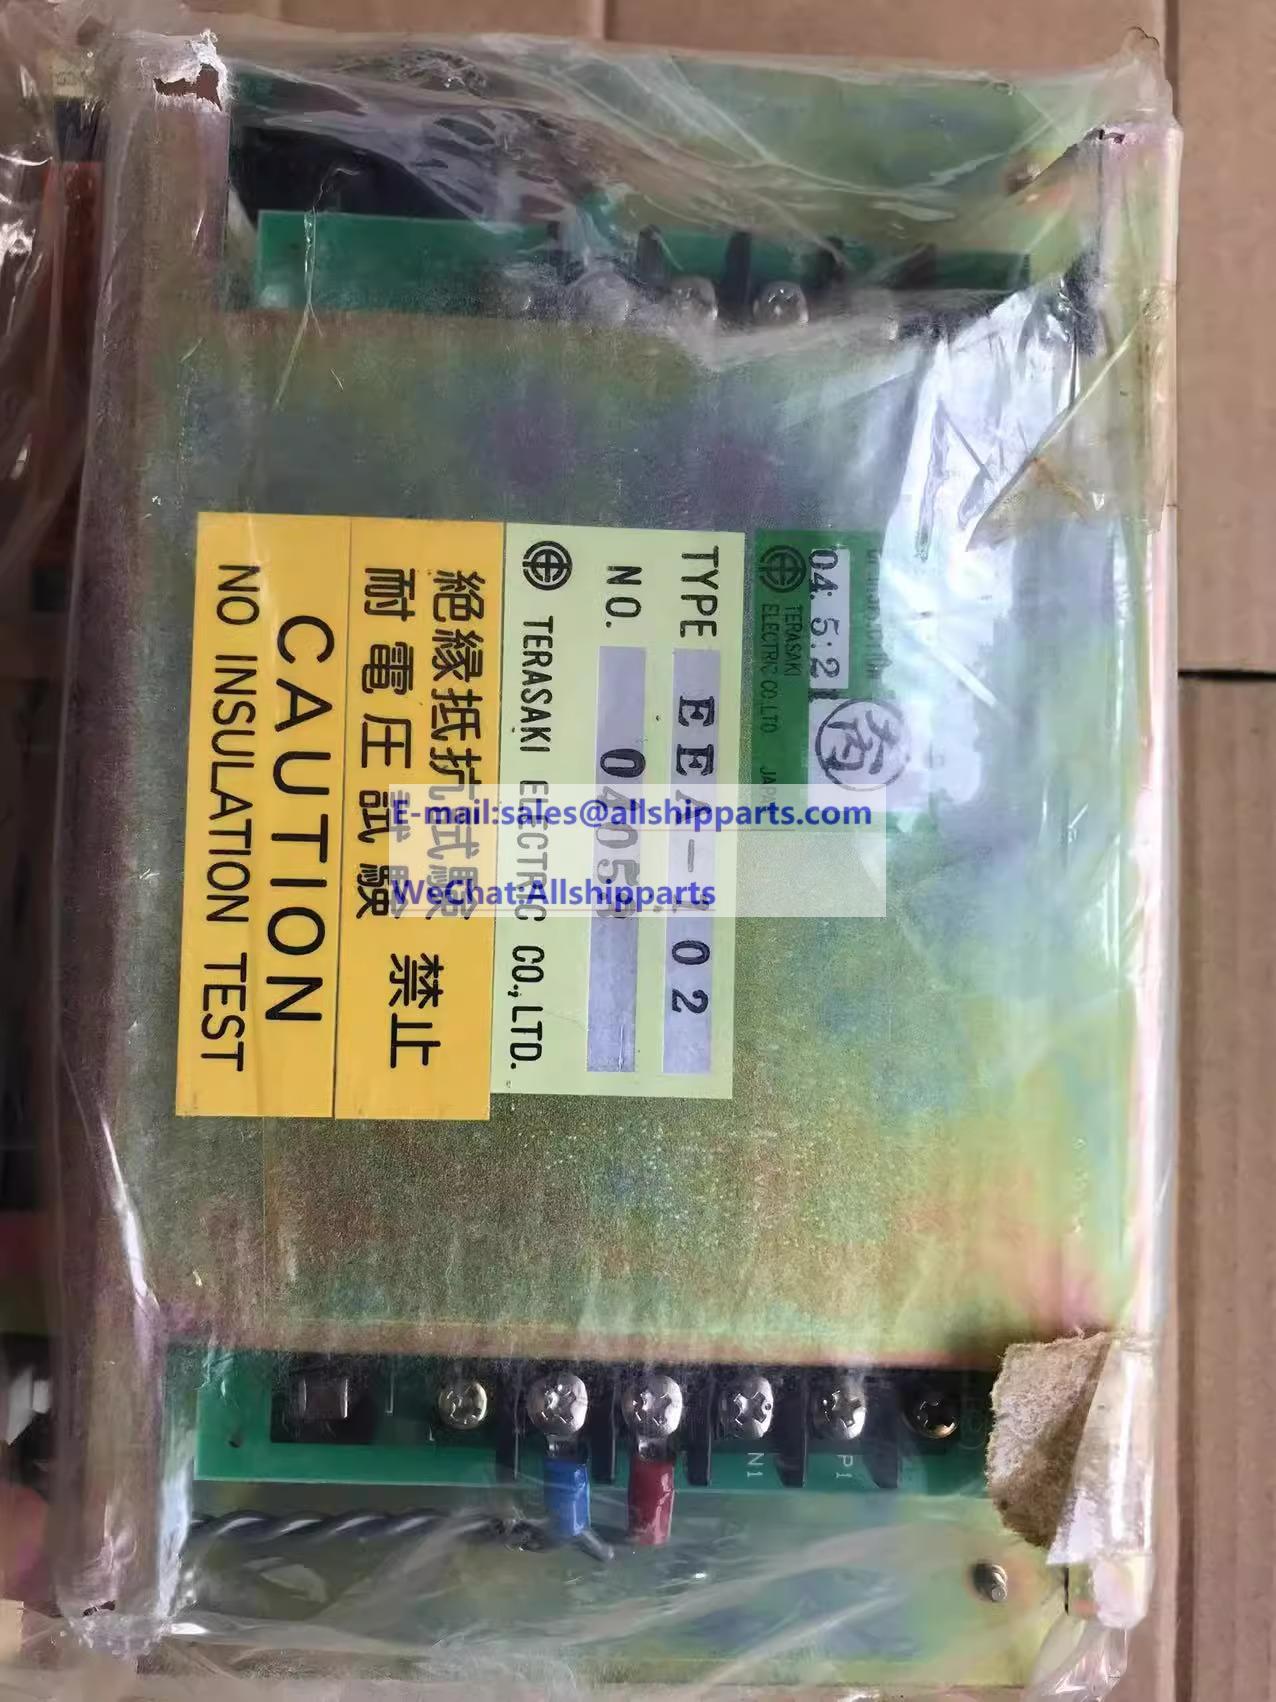 TERASAKI
ELECTRIC CO.LTD
04.5.21
TYPE EEA-102
NO.
TERASAKI ELECTRIC CO., LTD.
絶縁抵抗試験
耐電圧試験 禁止
CAUTION
NO INSULATION TEST
E-mail:sales@allshipparts.com
WeChat:Allshipparts
N1
P1